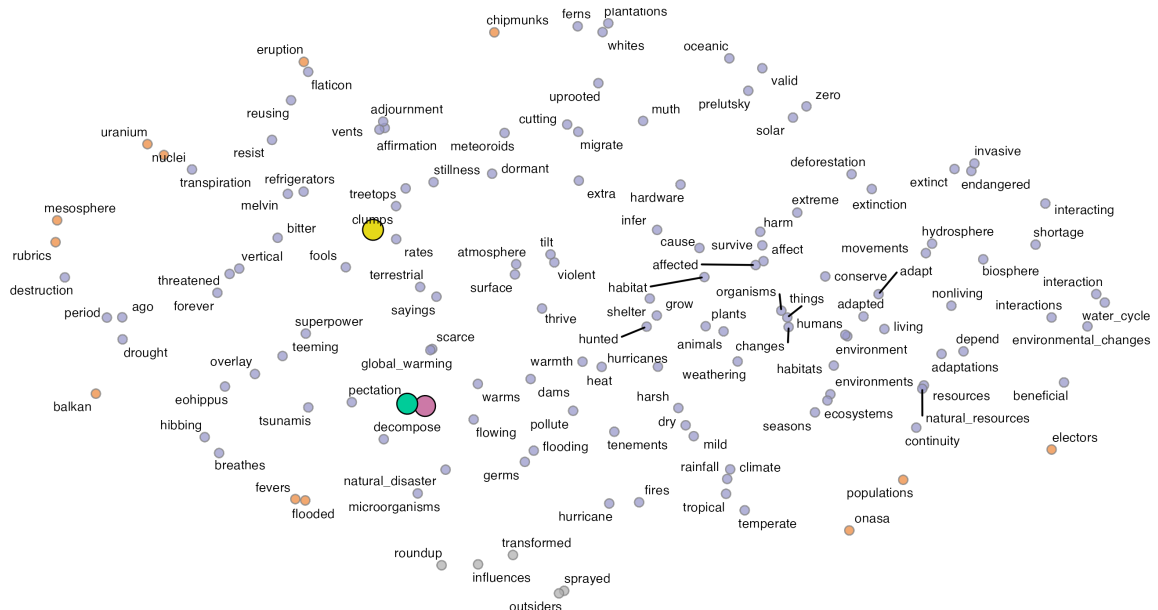 chipmunks
ferns
plantations
whites
oceanic
valid
eruption
flaticon
reusing
uprooted
prelutsky
zero
solar
adjournment
vents
affirmation
cutting
muth
meteoroids
migrate
uranium
nuclei
resist
transpiration
refrigerators
melvin
stillness
dormant
treetops
extra
hardware
deforestation
extinction
extinct
invasive
endangered
interacting
mesosphere
rubrics
destruction
bitter
clumps
rates
fools
vertical
threatened
forever
terrestrial
sayings
atmosphere
surface
tilt
violent
infer
cause
survive
harm
extreme
affect
affected
habitat
movements
hydrosphere
shortage
biosphere
conserve
adapt
organisms
things
adapted
nonliving
interaction
interactions
water_cycle
environmental_changes
period
ago
drought
superpower
teeming
overlay
eohippus
thrive
shelter
grow
hunted
plants
animals
changes
humans
living
environment
scarce
global_warming
warmth
hurricanes
heat
weathering
habitats
depend
adaptations
environments
resources
natural_resources
beneficial
balkan
hibbing
breathes
tsunamis
pectation
decompose
warms
dams
flowing
pollute
harsh
dry
mild
tenements
seasons
ecosystems
continuity
electors
flooding
germs
natural_disaster
microorganisms
rainfall
climate
tropical
temperate
populations
onasa
fevers
flooded
hurricane
fires
roundup
transformed
influences
sprayed
outsiders